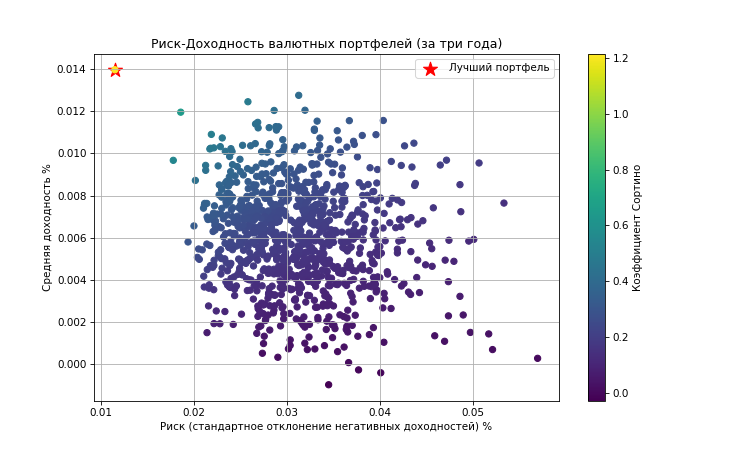 Риск-Доходность валютных портфелей (за три года)
Лучший портфель
Средняя доходность %
0.014
0.012
0.010
0.008
0.006
0.004
0.002
0.000
0.01 0.02 0.03 0.04 0.05
Риск (стандартное отклонение негативных доходностей) %
1.2
1.0
0.8
0.6
0.4
0.2
0.0
Коэффициент Сортино